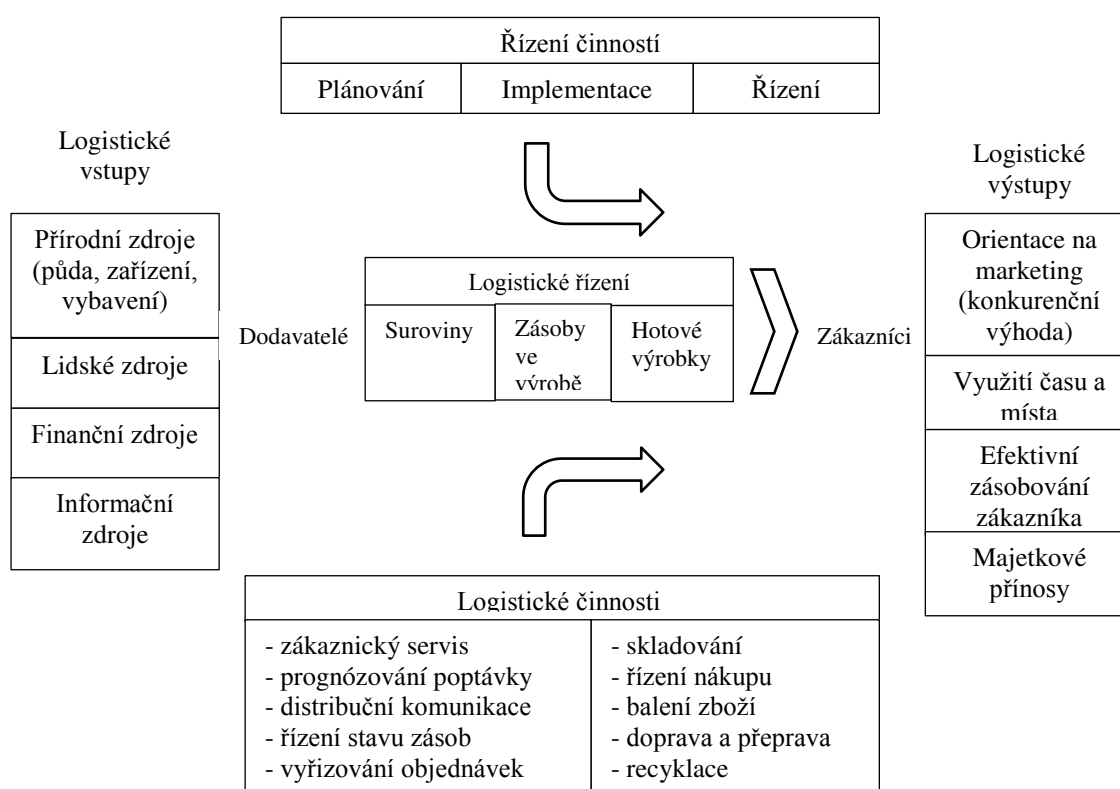 Řízení činností
Plánování
Implementace
Řízení
Logistické
vstupy
Přírodní zdroje
(půda, zařízení,
vybavení)
Lidské zdroje
Finanční zdroje
Informační
zdroje
Dodavatelé
Logistické řízení
Suroviny
Zásoby
ve
výrobě
Hotové
výrobky
Zákazníci
Logistické
výstupy
Orientace na
marketing
(konkurenční
výhoda)
Využití času a
místa
Efektivní
zásobování
zákazníka
Majetkové
přínosy
Logistické činnosti
- zákaznický servis
- prognózování poptávky
- distribuční komunikace
- řízení stavu zásob
- vyřizování objednávek
- skladování
- řízení nákupu
- balení zboží
- doprava a přeprava
- recyklace